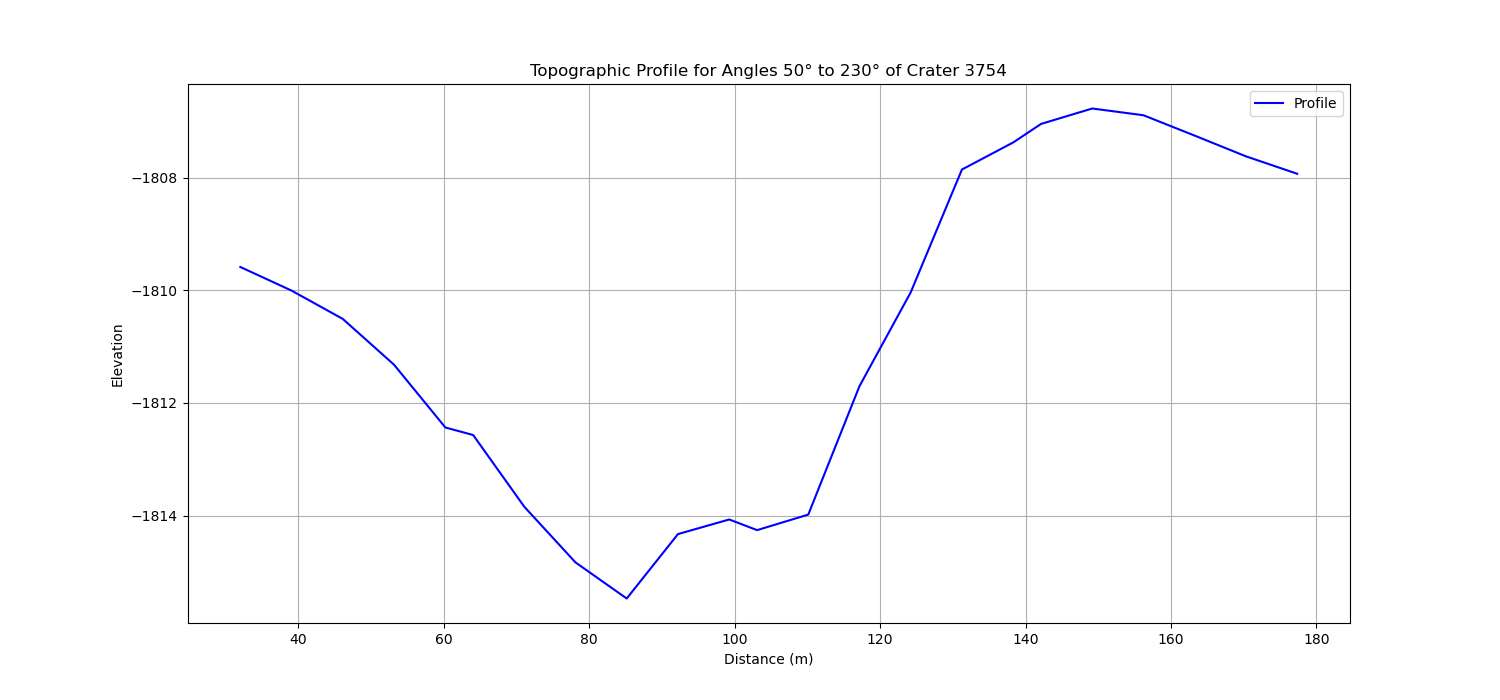 Topographic Profile for Angles 50° to 230° of Crater 3754
Profile
−1808
−1810
−1812
−1814
Elevation
40 60 80 100 120 140 160 180
Distance (m)